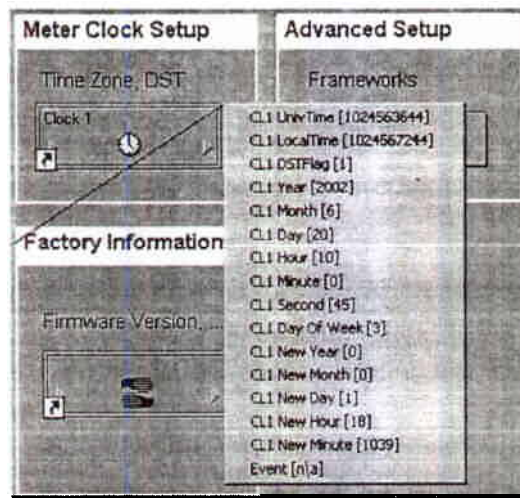 Meter Clock Setup
Time Zone, DST
Clock 1
Advanced Setup
Frameworks
CL1 UnivTime [1024563644]
CL1 LocalTime [1024567244]
CL1 DSTFlag [1]
CL1 Year [2002]
CL1 Month [6]
CL1 Day [20]
CL1 Hour [10]
CL1 Minute [0]
CL1 Second [45]
CL1 Day Of Week [3]
CL1 New Year [0]
CL1 New Month [0]
CL1 New Day [1]
CL1 New Hour [18]
CL1 New Minute [1039]
Event [n\a]
Factory Information
Firmware Version, ...